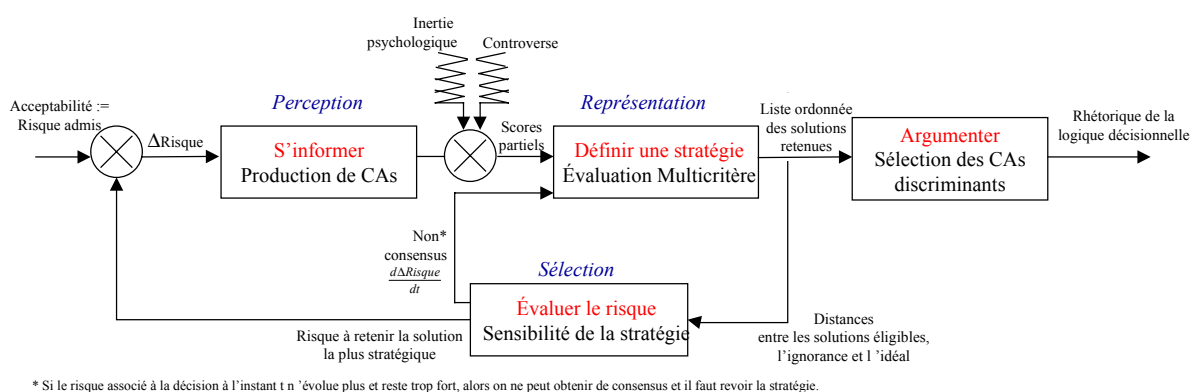 Inertie
psychologique
Controverse
Acceptabilité :=
Risque admis
ΔRisque
Perception
S’informer
Production de CAs
Scores
partiels
Représentation
Définir une stratégie
Évaluation Multicritère
Liste ordonnée
des solutions
retenues
Argumenter
Sélection des CAs
discriminants
Rhétorique de la
logique décisionnelle
Non*
consensus
dΔRisque
dt
Sélection
Évaluer le risque
Sensibilité de la stratégie
Risque à retenir la solution
la plus stratégique
Distances
entre les solutions éligibles,
l’ignorance et l ’idéal
* Si le risque associé à la décision à l'instant t n ’évolue plus et reste trop fort, alors on ne peut obtenir de consensus et il faut revoir la stratégie.